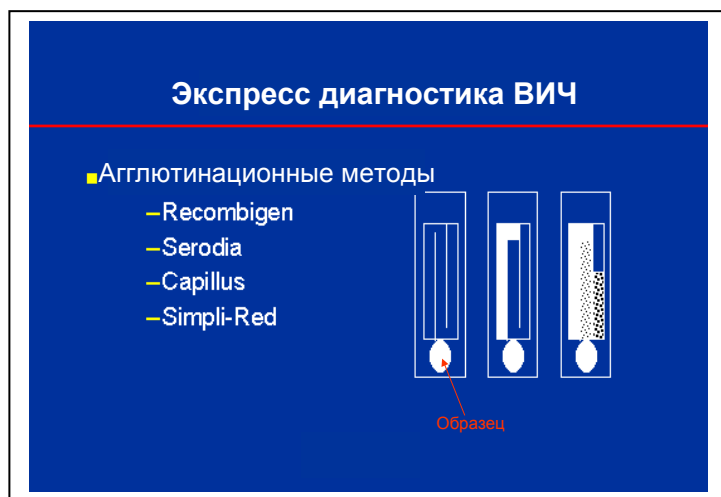 Экспресс диагностика ВИЧ
Агглютинационные методы
–Recombigen
–Serodia
–Capillus
–Simpli-Red
Образец